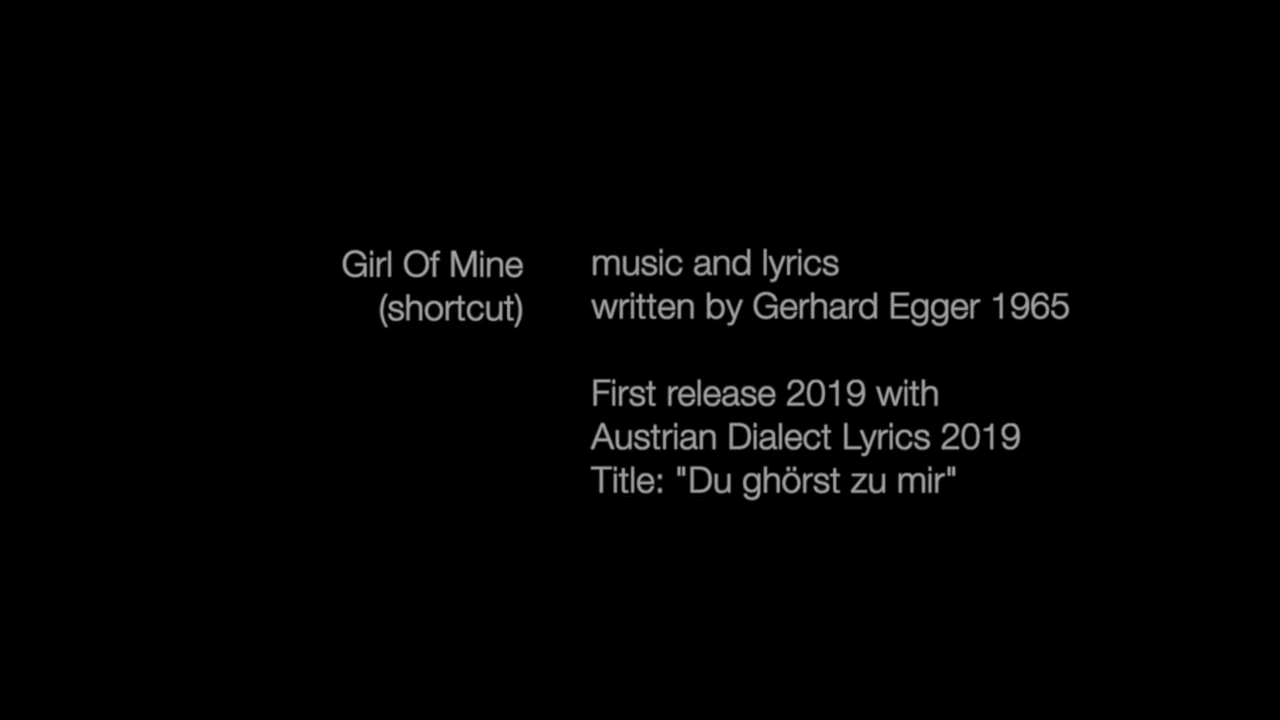 Girl Of Mine
(shortcut)
music and lyrics
written by Gerhard Egger 1965
First release 2019 with
Austrian Dialect Lyrics 2019
Title: "Du ghörst zu mir"